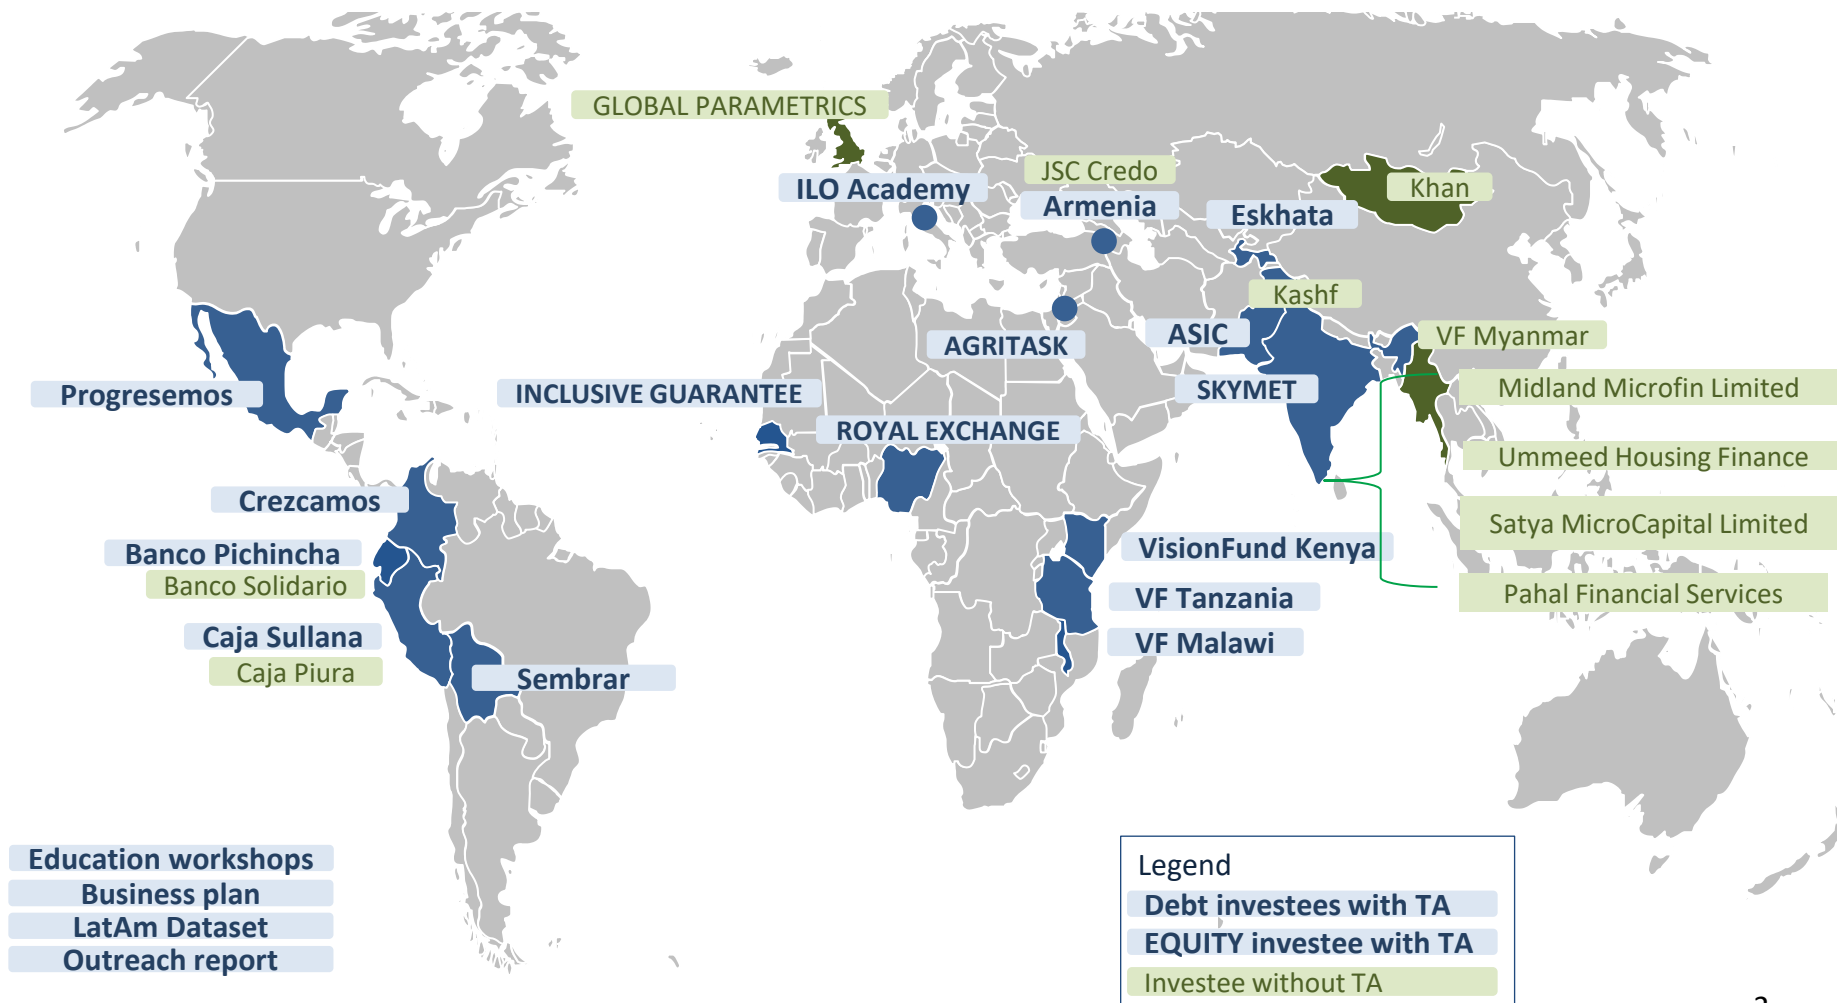 GLOBAL PARAMETRICS
ILO Academy
JSC Credo
Armenia
Eskhata
Khan
Kashf
AGRITASK
ASIC
VF Myanmar
Progresemos
INCLUSIVE GUARANTEE
SKYMET
Midland Microfin Limited
ROYAL EXCHANGE
Ummeed Housing Finance
Crezcamos
Satya MicroCapital Limited
Banco Pichincha
VisionFund Kenya
Banco Solidario
VF Tanzania
Pahal Financial Services
Caja Sullana
VF Malawi
Caja Piura
Sembrar
Education workshops
Business plan
LatAm Dataset
Outreach report
Legend
Debt investees with TA
EQUITY investee with TA
Investee without TA